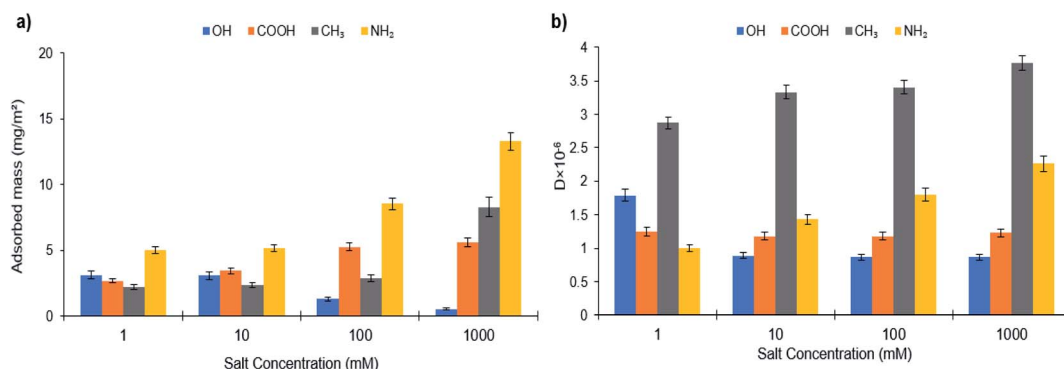 a)
OH COOH CH₃ NH₂
Adsorbed mass (mg/m²)
20
15
10
5
0
1 10 100 1000
Salt Concentration (mM)
b)
OH COOH CH₃ NH₂
D×10⁻⁶
4
3.5
3
2.5
2
1.5
1
0.5
0
1 10 100 1000
Salt Concentration (mM)